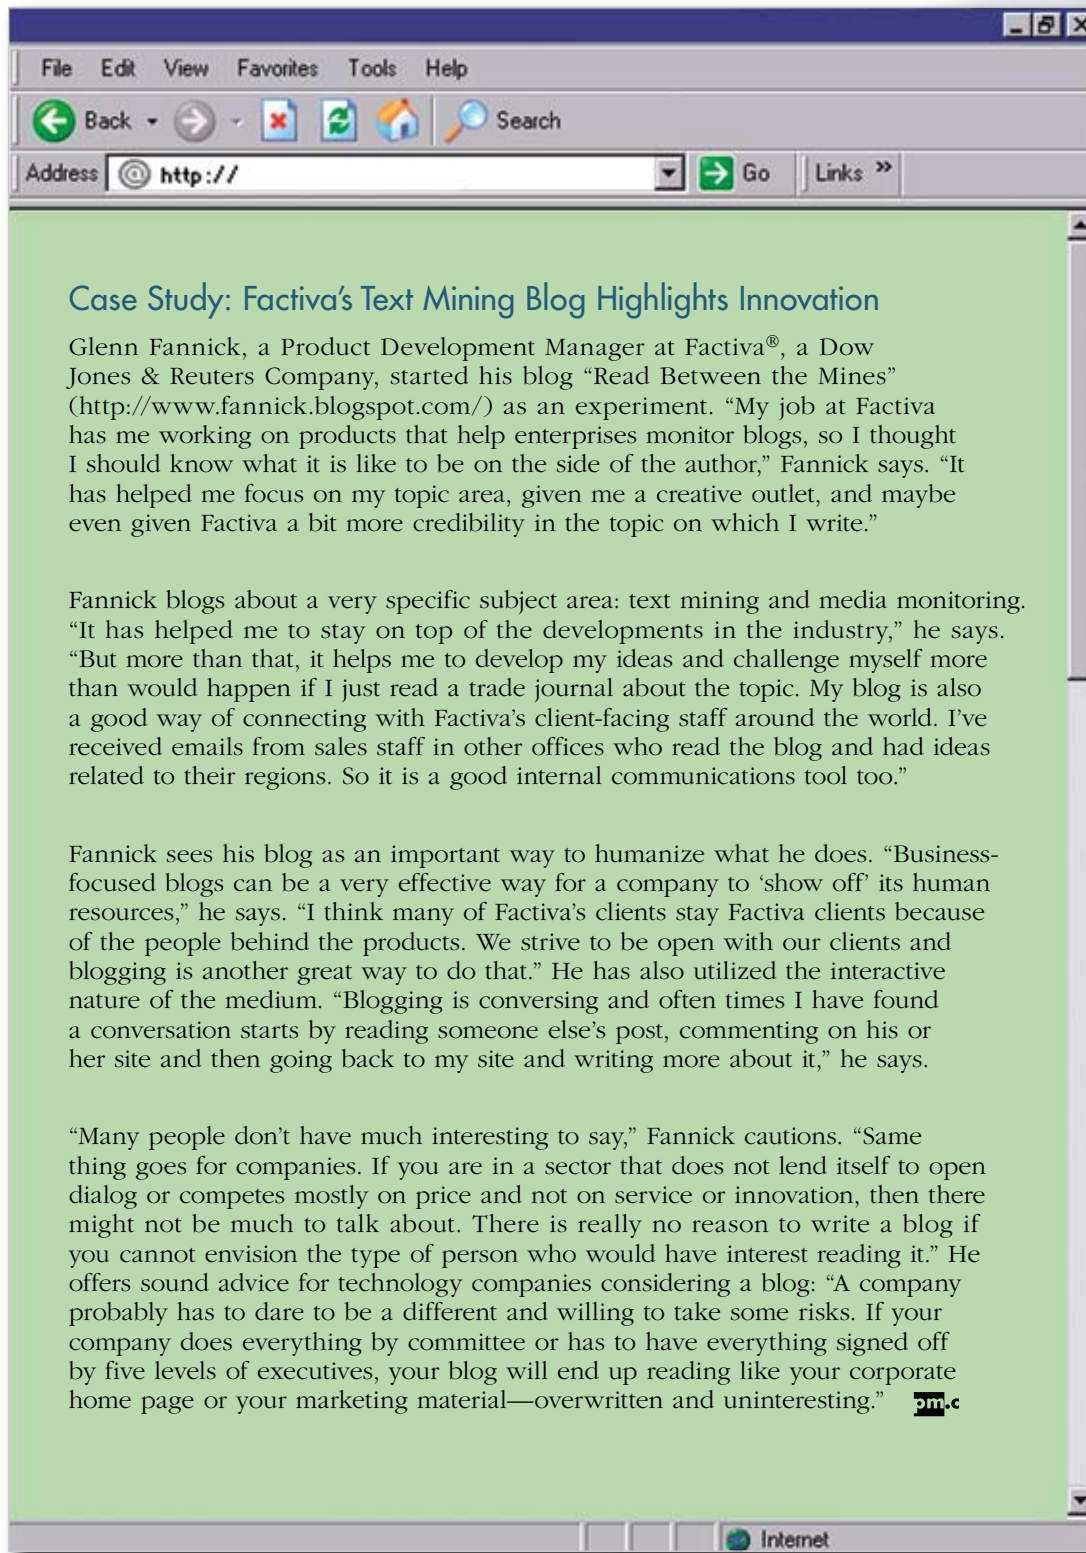 File Edit View Favorites Tools Help
Back Search
Address http:// Go Links »
Case Study: Factiva's Text Mining Blog Highlights Innovation
Glenn Fannick, a Product Development Manager at Factiva®, a Dow
Jones & Reuters Company, started his blog “Read Between the Mines”
(http://www.fannick.blogspot.com/) as an experiment. “My job at Factiva
has me working on products that help enterprises monitor blogs, so I thought
I should know what it is like to be on the side of the author,” Fannick says. “It
has helped me focus on my topic area, given me a creative outlet, and maybe
even given Factiva a bit more credibility in the topic on which I write.”
Fannick blogs about a very specific subject area: text mining and media monitoring.
“It has helped me to stay on top of the developments in the industry,” he says.
“But more than that, it helps me to develop my ideas and challenge myself more
than would happen if I just read a trade journal about the topic. My blog is also
a good way of connecting with Factiva's client-facing staff around the world. I've
received emails from sales staff in other offices who read the blog and had ideas
related to their regions. So it is a good internal communications tool too.”
Fannick sees his blog as an important way to humanize what he does. “Business-
focused blogs can be a very effective way for a company to ‘show off’ its human
resources,” he says. “I think many of Factiva's clients stay Factiva clients because
of the people behind the products. We strive to be open with our clients and
blogging is another great way to do that.” He has also utilized the interactive
nature of the medium. “Blogging is conversing and often times I have found
a conversation starts by reading someone else's post, commenting on his or
her site and then going back to my site and writing more about it,” he says.
“Many people don't have much interesting to say,” Fannick cautions. “Same
thing goes for companies. If you are in a sector that does not lend itself to open
dialog or competes mostly on price and not on service or innovation, then there
might not be much to talk about. There is really no reason to write a blog if
you cannot envision the type of person who would have interest reading it.” He
offers sound advice for technology companies considering a blog: “A company
probably has to dare to be a different and willing to take some risks. If your
company does everything by committee or has to have everything signed off
by five levels of executives, your blog will end up reading like your corporate
home page or your marketing material—overwritten and uninteresting.”
Internet